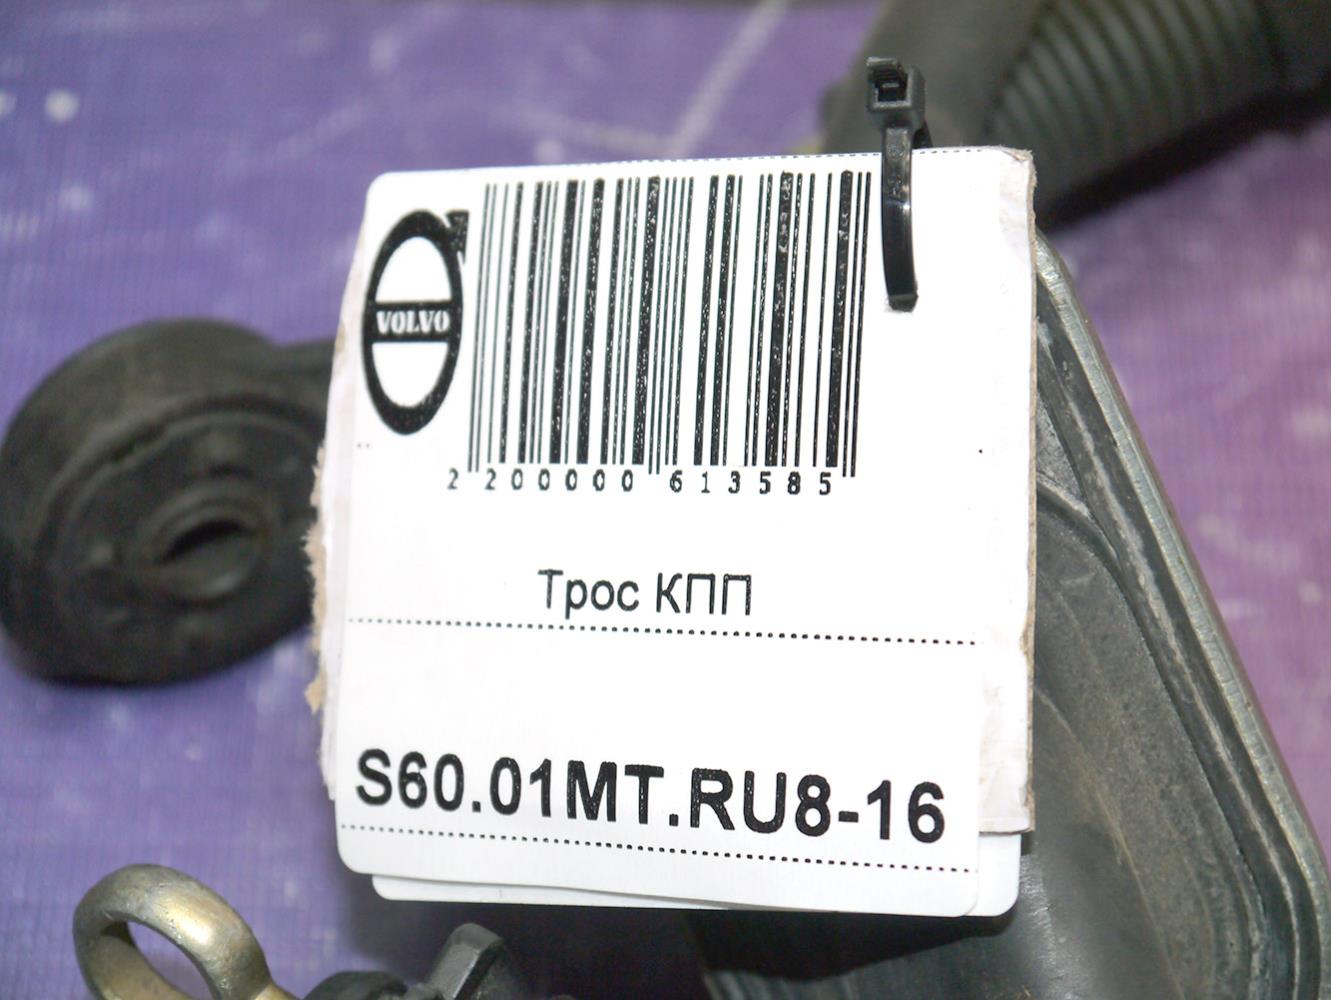 VOLVO
2 200000 613585
Трос КПП
S60.01MT.RU8-16